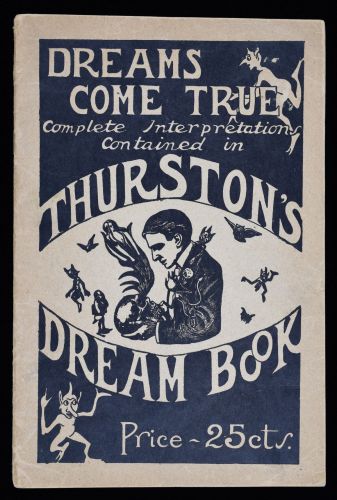 DREAMS
COME TRUE
Complete Interpretations
Contained in
THURSTON'S
DREAM BOOK
Price - 25cts.